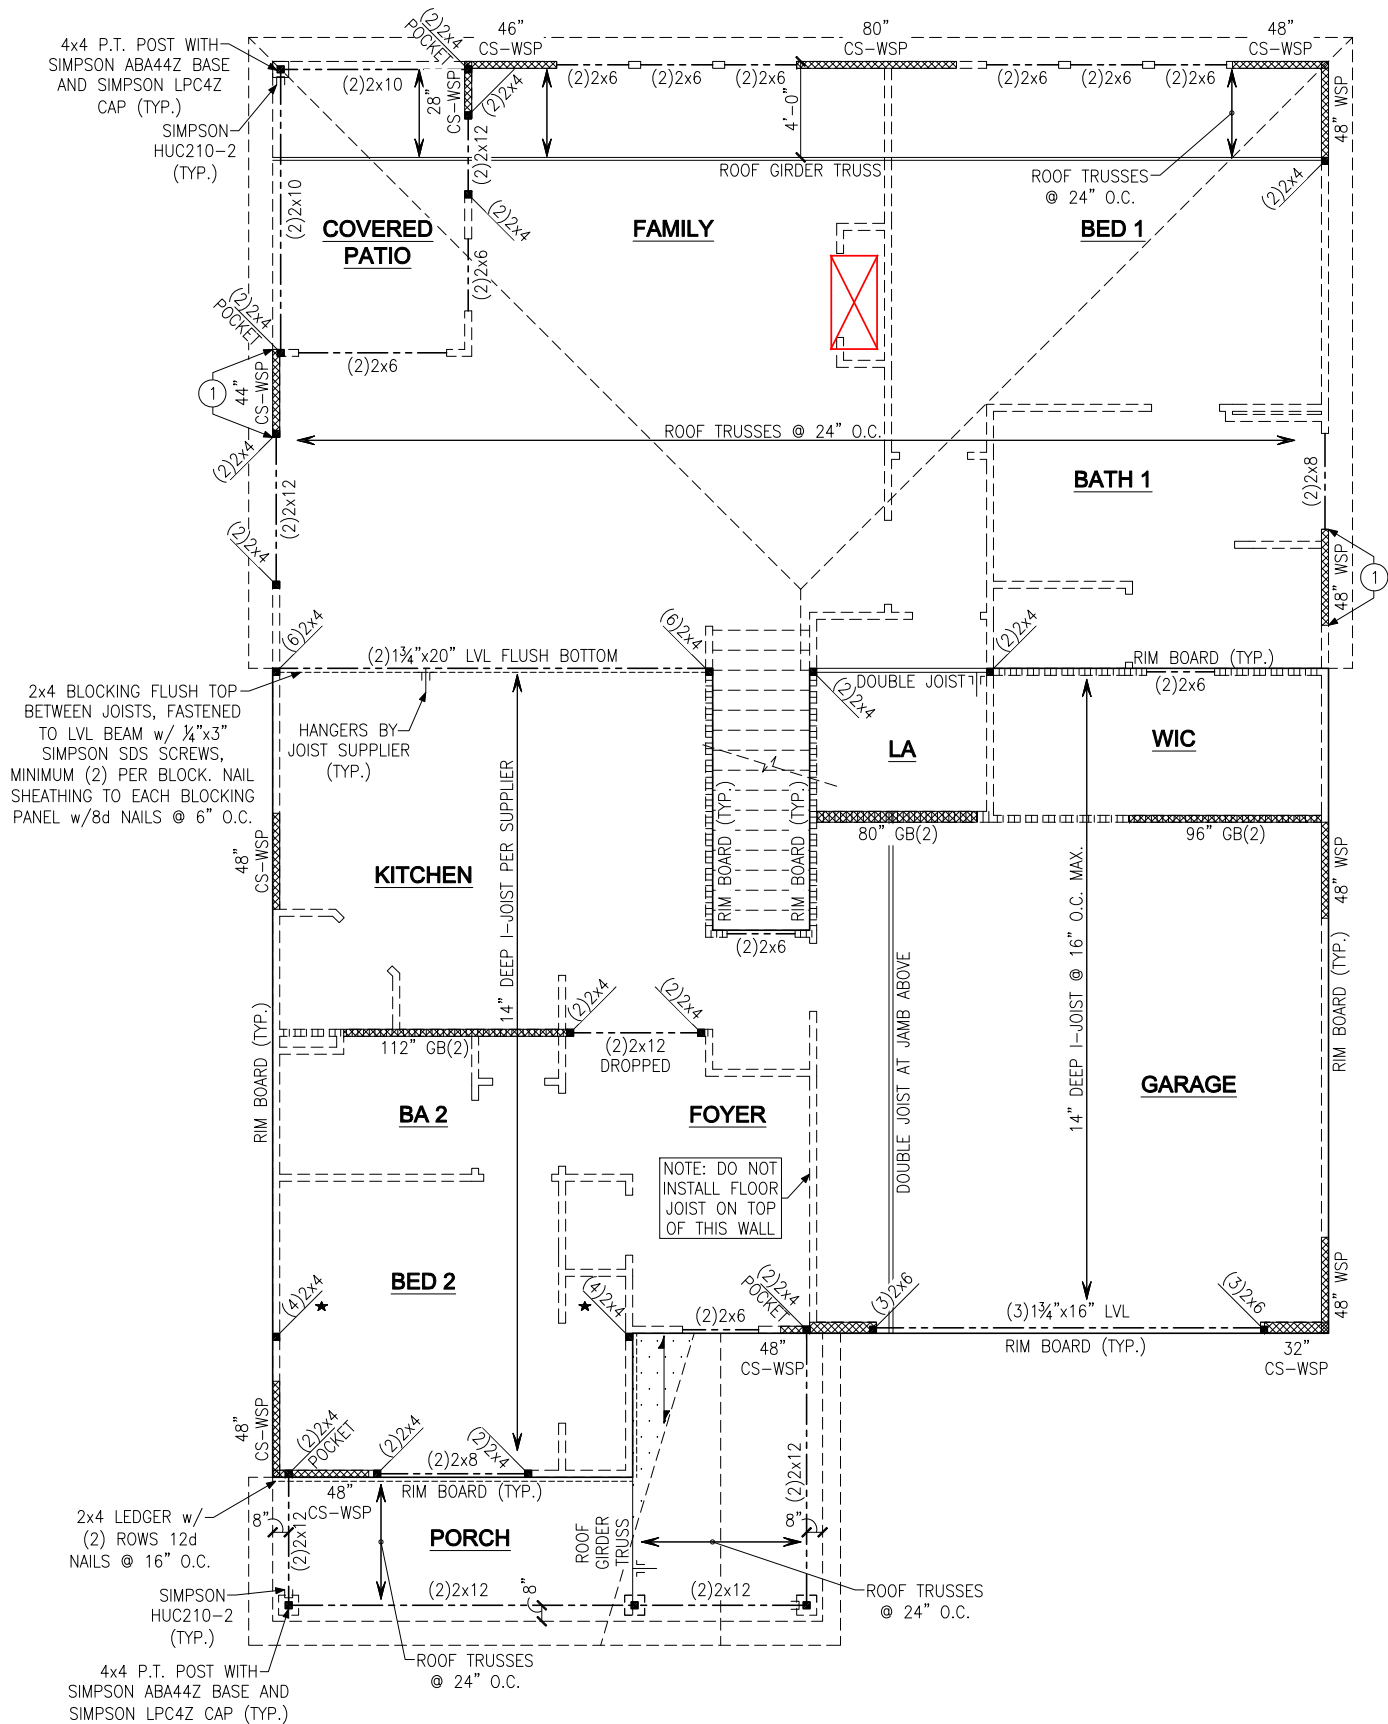 46"
CS-WSP
80"
CS-WSP
48"
CS-WSP
4x4 P.T. POST WITH
SIMPSON ABA44Z BASE
AND SIMPSON LPC4Z
CAP (TYP.)
(2)2x4
POCKET
(2)2x10
28"
CS-WSP
(2)2x4
(2)2x6
(2)2x6
(2)2x6
4'-0"
(2)2x6
(2)2x6
(2)2x6
48" WSP
SIMPSON
HUC210-2
(TYP.)
(2)2x12
ROOF GIRDER TRUSS
ROOF TRUSSES
@ 24" O.C.
(2)2x4
(2)2x10
(2)2x4
COVERED
PATIO
FAMILY
BED 1
(2)2x6
(2)2x4
POCKET
(2)2x6
1
44"
CS-WSP
ROOF TRUSSES @ 24" O.C.
(2)2x4
BATH 1
(2)2x8
(2)2x12
(2)2x4
48" WSP
1
(6)2x4
(6)2x4
(2)2x4
(2)1¾"x20" LVL FLUSH BOTTOM
RIM BOARD (TYP.)
DOUBLE JOIST
(2)2x6
(2)2x4
2x4 BLOCKING FLUSH TOP
BETWEEN JOISTS, FASTENED
TO LVL BEAM w/ ¼"x3"
SIMPSON SDS SCREWS,
MINIMUM (2) PER BLOCK. NAIL
SHEATHING TO EACH BLOCKING
PANEL w/8d NAILS @ 6" O.C.
HANGERS BY
JOIST SUPPLIER
(TYP.)
LA
WIC
14" DEEP I-JOIST PER SUPPLIER
RIM BOARD (TYP.)
RIM BOARD (TYP.)
80" GB(2)
96" GB(2)
48"
CS-WSP
48" WSP
KITCHEN
(2)2x6
14" DEEP I-JOIST @ 16" O.C. MAX.
RIM BOARD (TYP.)
RIM BOARD (TYP.)
DOUBLE JOIST AT JAMB ABOVE
(2)2x4
(2)2x4
112" GB(2)
(2)2x12
DROPPED
GARAGE
BA 2
FOYER
NOTE: DO NOT
INSTALL FLOOR
JOIST ON TOP
OF THIS WALL
BED 2
(4)2x4
(4)2x4
(2)2x4
POCKET
(2)2x6
(3)2x6
(3)1¾"x16" LVL
(3)2x6
48" WSP
48"
CS-WSP
RIM BOARD (TYP.)
32"
CS-WSP
48"
CS-WSP
(2)2x4
POCKET
(2)2x4
(2)2x8
(2)2x4
RIM BOARD (TYP.)
48"
CS-WSP
(2)2x12
2x4 LEDGER w/
(2) ROWS 12d
NAILS @ 16" O.C.
8"
(2)2x12
PORCH
ROOF
GIRDER
TRUSS
8"
SIMPSON
HUC210-2
(TYP.)
(2)2x12
8"
(2)2x12
ROOF TRUSSES
@ 24" O.C.
4x4 P.T. POST WITH
SIMPSON ABA44Z BASE AND
SIMPSON LPC4Z CAP (TYP.)
ROOF TRUSSES
@ 24" O.C.